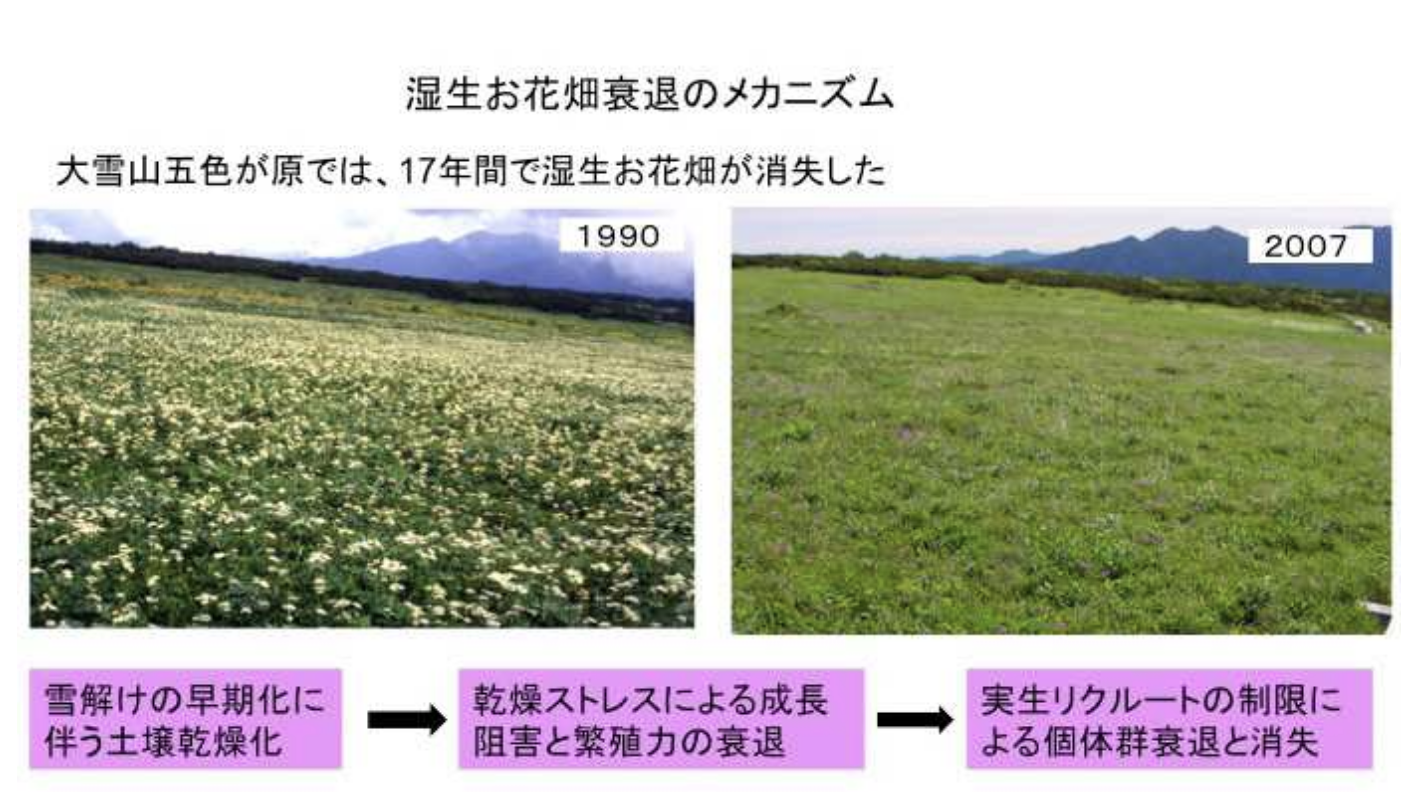 湿生お花畑衰退のメカニズム
大雪山五色が原では、17年間で湿生お花畑が消失した
1990
2007
雪解けの早期化に
伴う土壌乾燥化
乾燥ストレスによる成長
阻害と繁殖力の衰退
実生リクルートの制限に
よる個体群衰退と消失